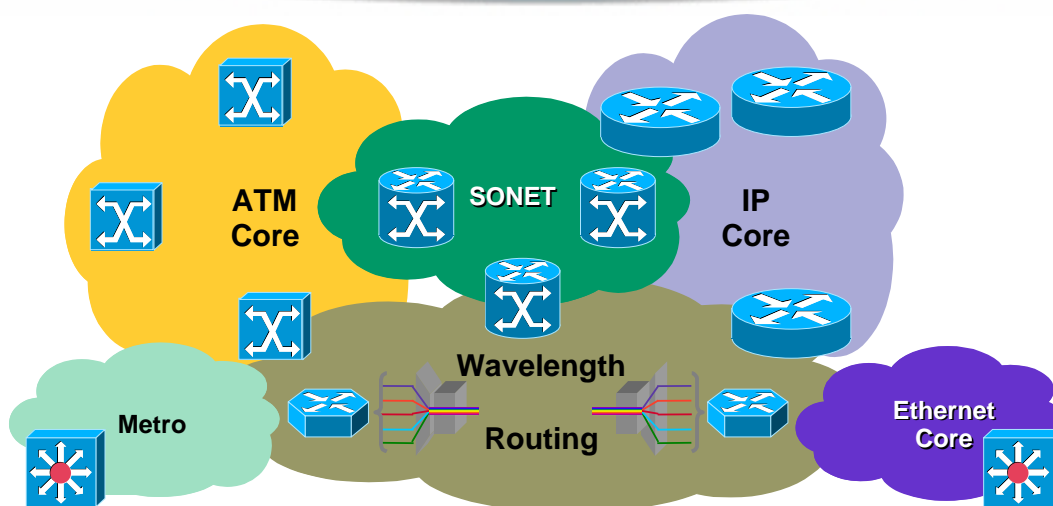 ATM
Core
SONET
IP
Core
Wavelength
Routing
Metro
Ethernet
Core